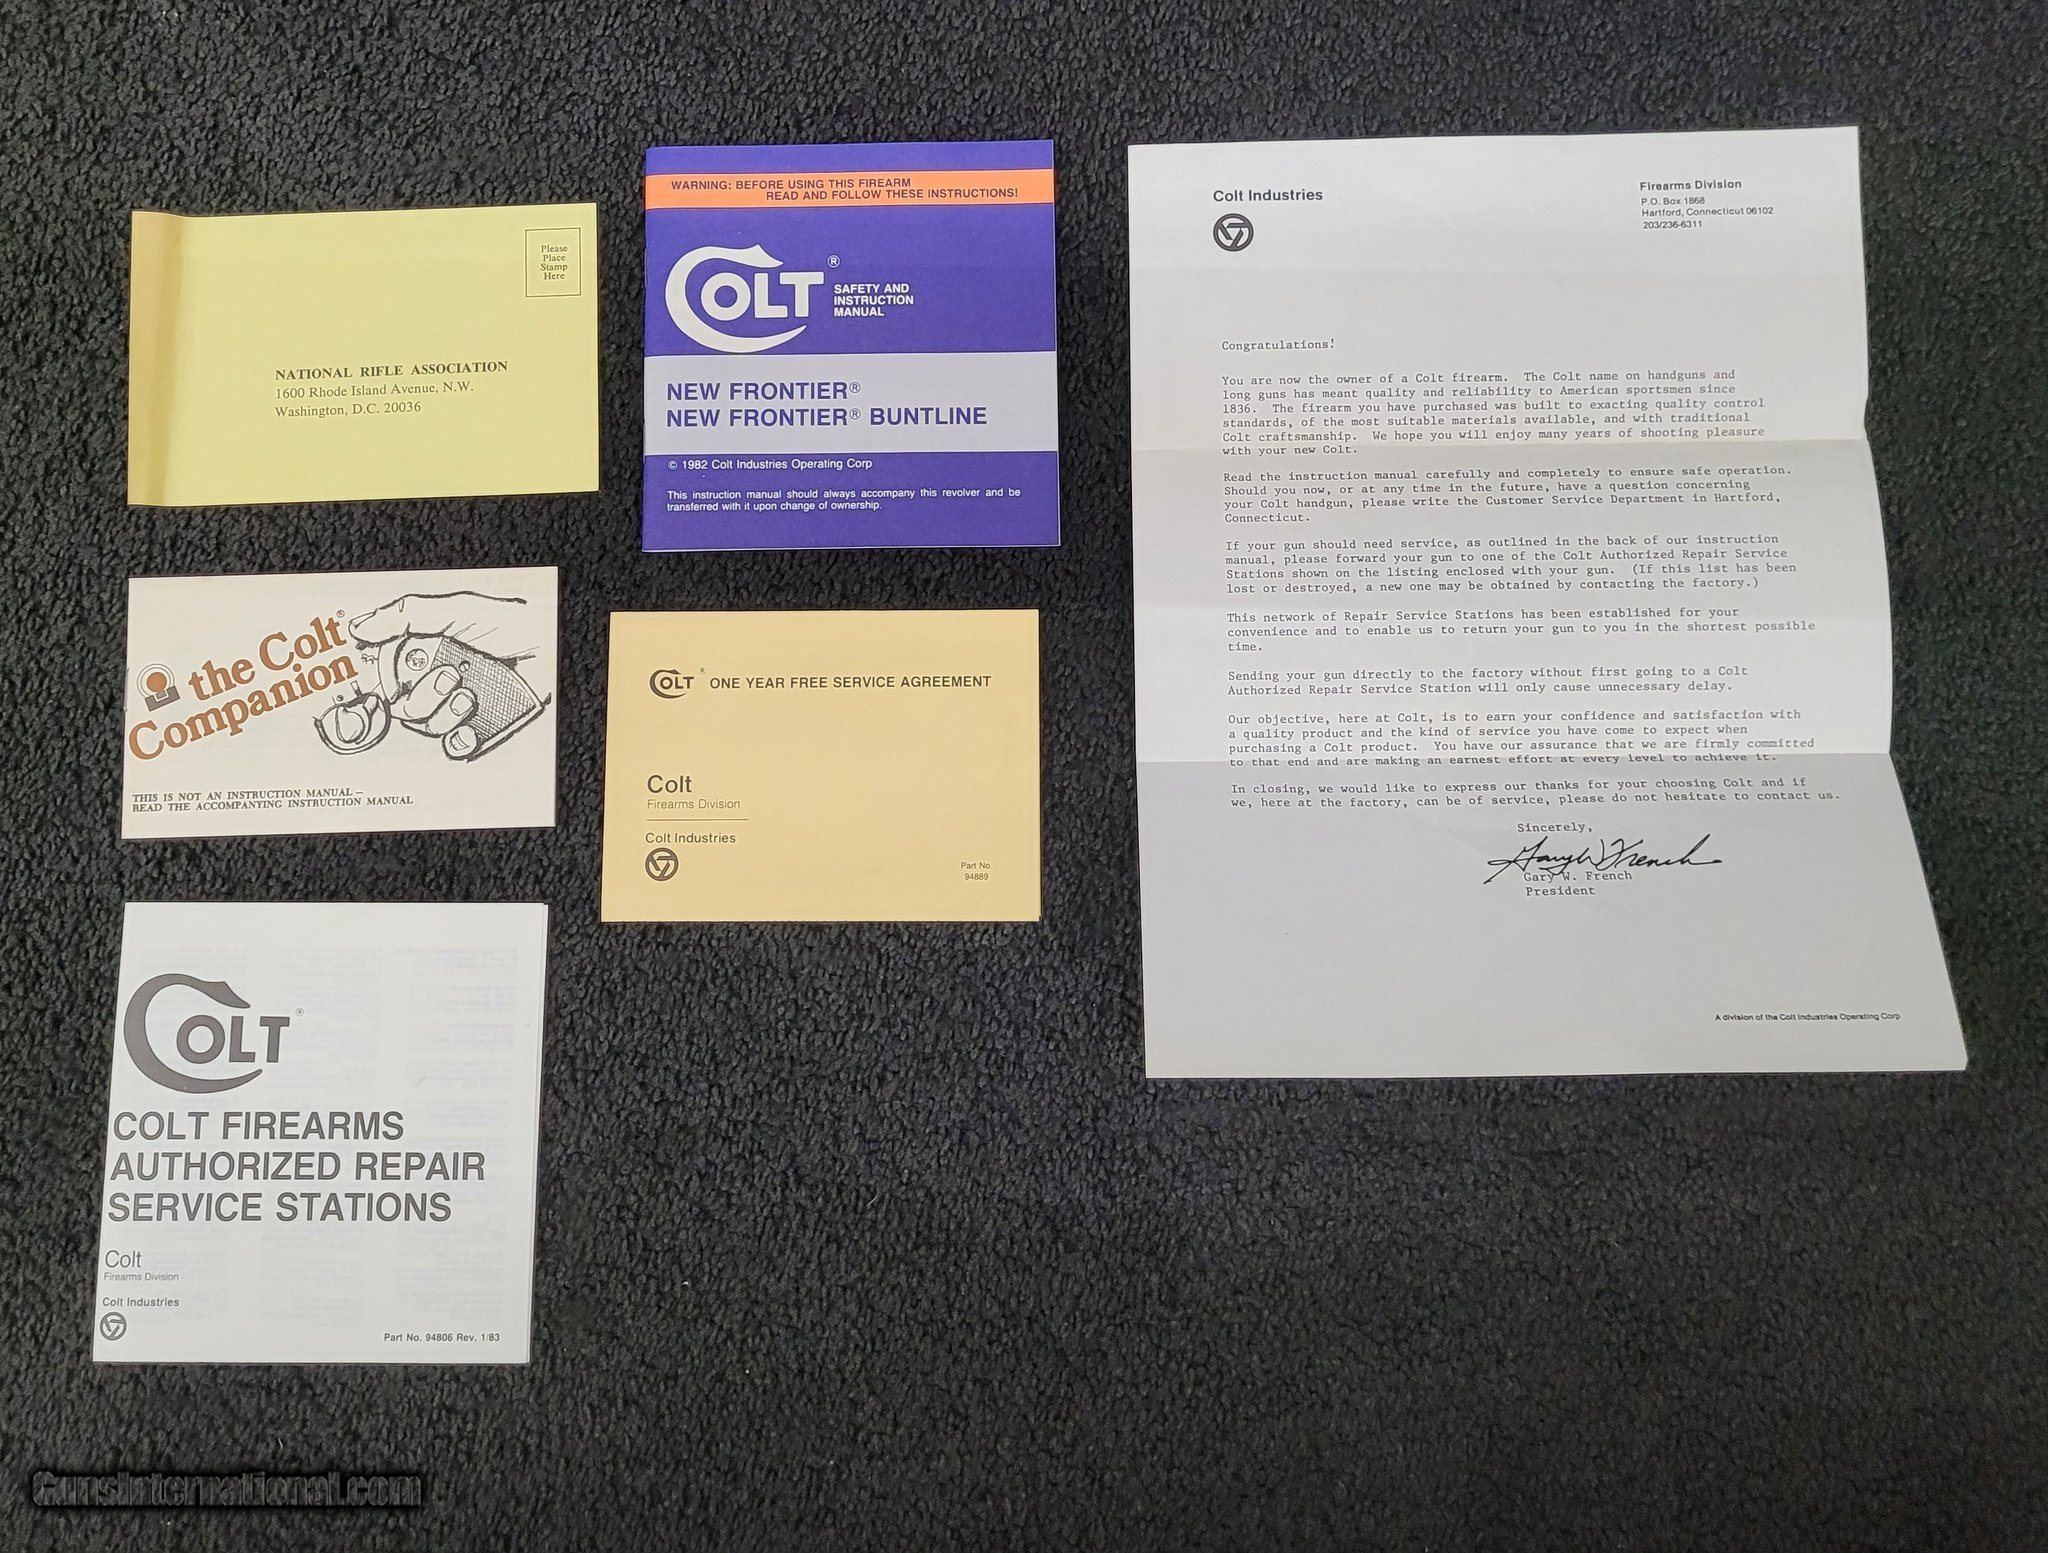 Please
Place
Stamp
Here
NATIONAL RIFLE ASSOCIATION
1600 Rhode Island Avenue, N.W.
Washington, D.C. 20036
WARNING: BEFORE USING THIS FIREARM
READ AND FOLLOW THESE INSTRUCTIONS!
COLT®
SAFETY AND
INSTRUCTION
MANUAL
NEW FRONTIER®
NEW FRONTIER® BUNTLINE
© 1982 Colt Industries Operating Corp
This instruction manual should always accompany this revolver and be
transferred with it upon change of ownership.
the Colt®
Companion
THIS IS NOT AN INSTRUCTION MANUAL –
READ THE ACCOMPANYING INSTRUCTION MANUAL
COLT® ONE YEAR FREE SERVICE AGREEMENT
Colt
Firearms Division
Colt Industries
Part No.
94889
COLT®
COLT FIREARMS
AUTHORIZED REPAIR
SERVICE STATIONS
Colt
Firearms Division
Colt Industries
Part No. 94806 Rev. 1/83
Colt Industries
Firearms Division
P.O. Box 1868
Hartford, Connecticut 06102
203/236-6311
Congratulations!
You are now the owner of a Colt firearm. The Colt name on handguns and
long guns has meant quality and reliability to American sportsmen since
1836. The firearm you have purchased was built to exacting quality control
standards, of the most suitable materials available, and with traditional
Colt craftsmanship. We hope you will enjoy many years of shooting pleasure
with your new Colt.
Read the instruction manual carefully and completely to ensure safe operation.
Should you now, or at any time in the future, have a question concerning
your Colt handgun, please write the Customer Service Department in Hartford,
Connecticut.
If your gun should need service, as outlined in the back of our instruction
manual, please forward your gun to one of the Colt Authorized Repair Service
Stations shown on the listing enclosed with your gun. (If this list has been
lost or destroyed, a new one may be obtained by contacting the factory.)
This network of Repair Service Stations has been established for your
convenience and to enable us to return your gun to you in the shortest possible
time.
Sending your gun directly to the factory without first going to a Colt
Authorized Repair Service Station will only cause unnecessary delay.
Our objective, here at Colt, is to earn your confidence and satisfaction with
a quality product and the kind of service you have come to expect when
purchasing a Colt product. You have our assurance that we are firmly committed
to that end and are making an earnest effort at every level to achieve it.
In closing, we would like to express our thanks for your choosing Colt and if
we, here at the factory, can be of service, please do not hesitate to contact us.
Sincerely,
Gary W. French
Gary W. French
President
A division of the Colt Industries Operating Corp
GunsInternational.com